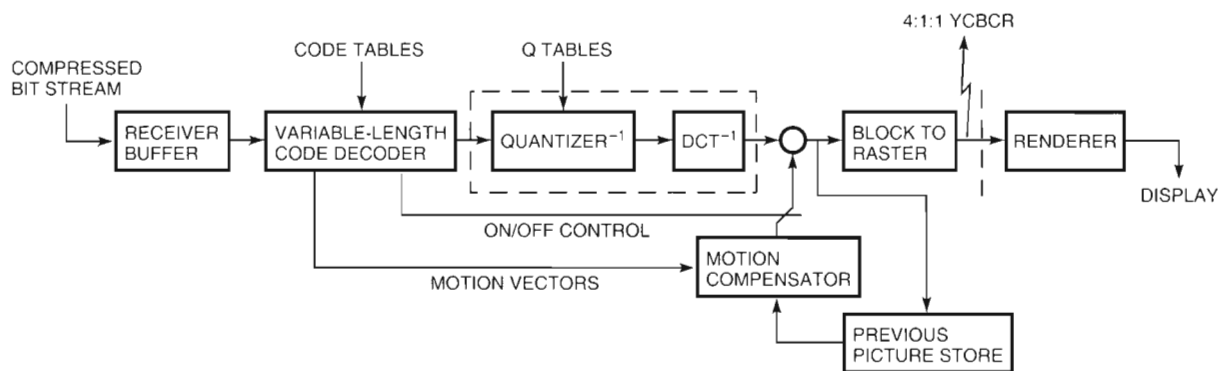 4:1:1 YCBCR
CODE TABLES
Q TABLES
COMPRESSED
BIT STREAM
RECEIVER
BUFFER
VARIABLE-LENGTH
CODE DECODER
QUANTIZER⁻¹
DCT⁻¹
BLOCK TO
RASTER
RENDERER
DISPLAY
ON/OFF CONTROL
MOTION VECTORS
MOTION
COMPENSATOR
PREVIOUS
PICTURE STORE